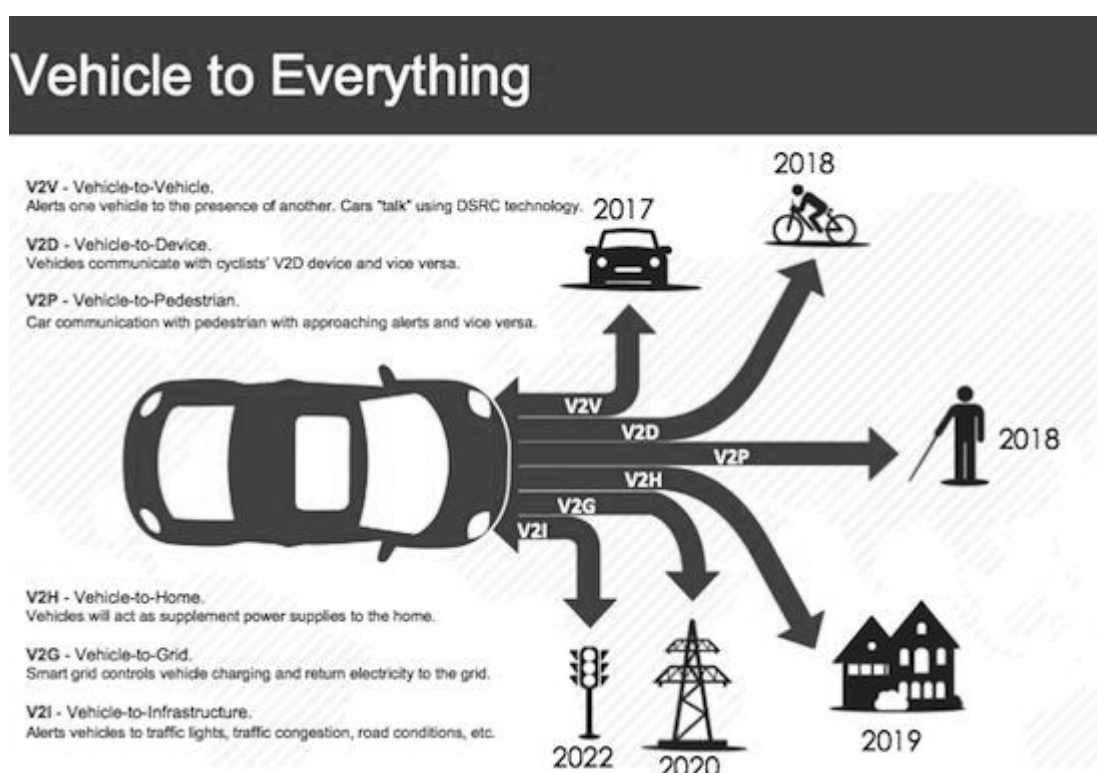 Vehicle to Everything
V2V - Vehicle-to-Vehicle.
Alerts one vehicle to the presence of another. Cars "talk" using DSRC technology.
V2D - Vehicle-to-Device.
Vehicles communicate with cyclists' V2D device and vice versa.
V2P - Vehicle-to-Pedestrian.
Car communication with pedestrian with approaching alerts and vice versa.
2017
2018
V2V
V2D
V2P
2018
V2H
V2G
V2I
V2H - Vehicle-to-Home.
Vehicles will act as supplement power supplies to the home.
V2G - Vehicle-to-Grid.
Smart grid controls vehicle charging and return electricity to the grid.
V2I - Vehicle-to-Infrastructure.
Alerts vehicles to traffic lights, traffic congestion, road conditions, etc.
2022
2020
2019